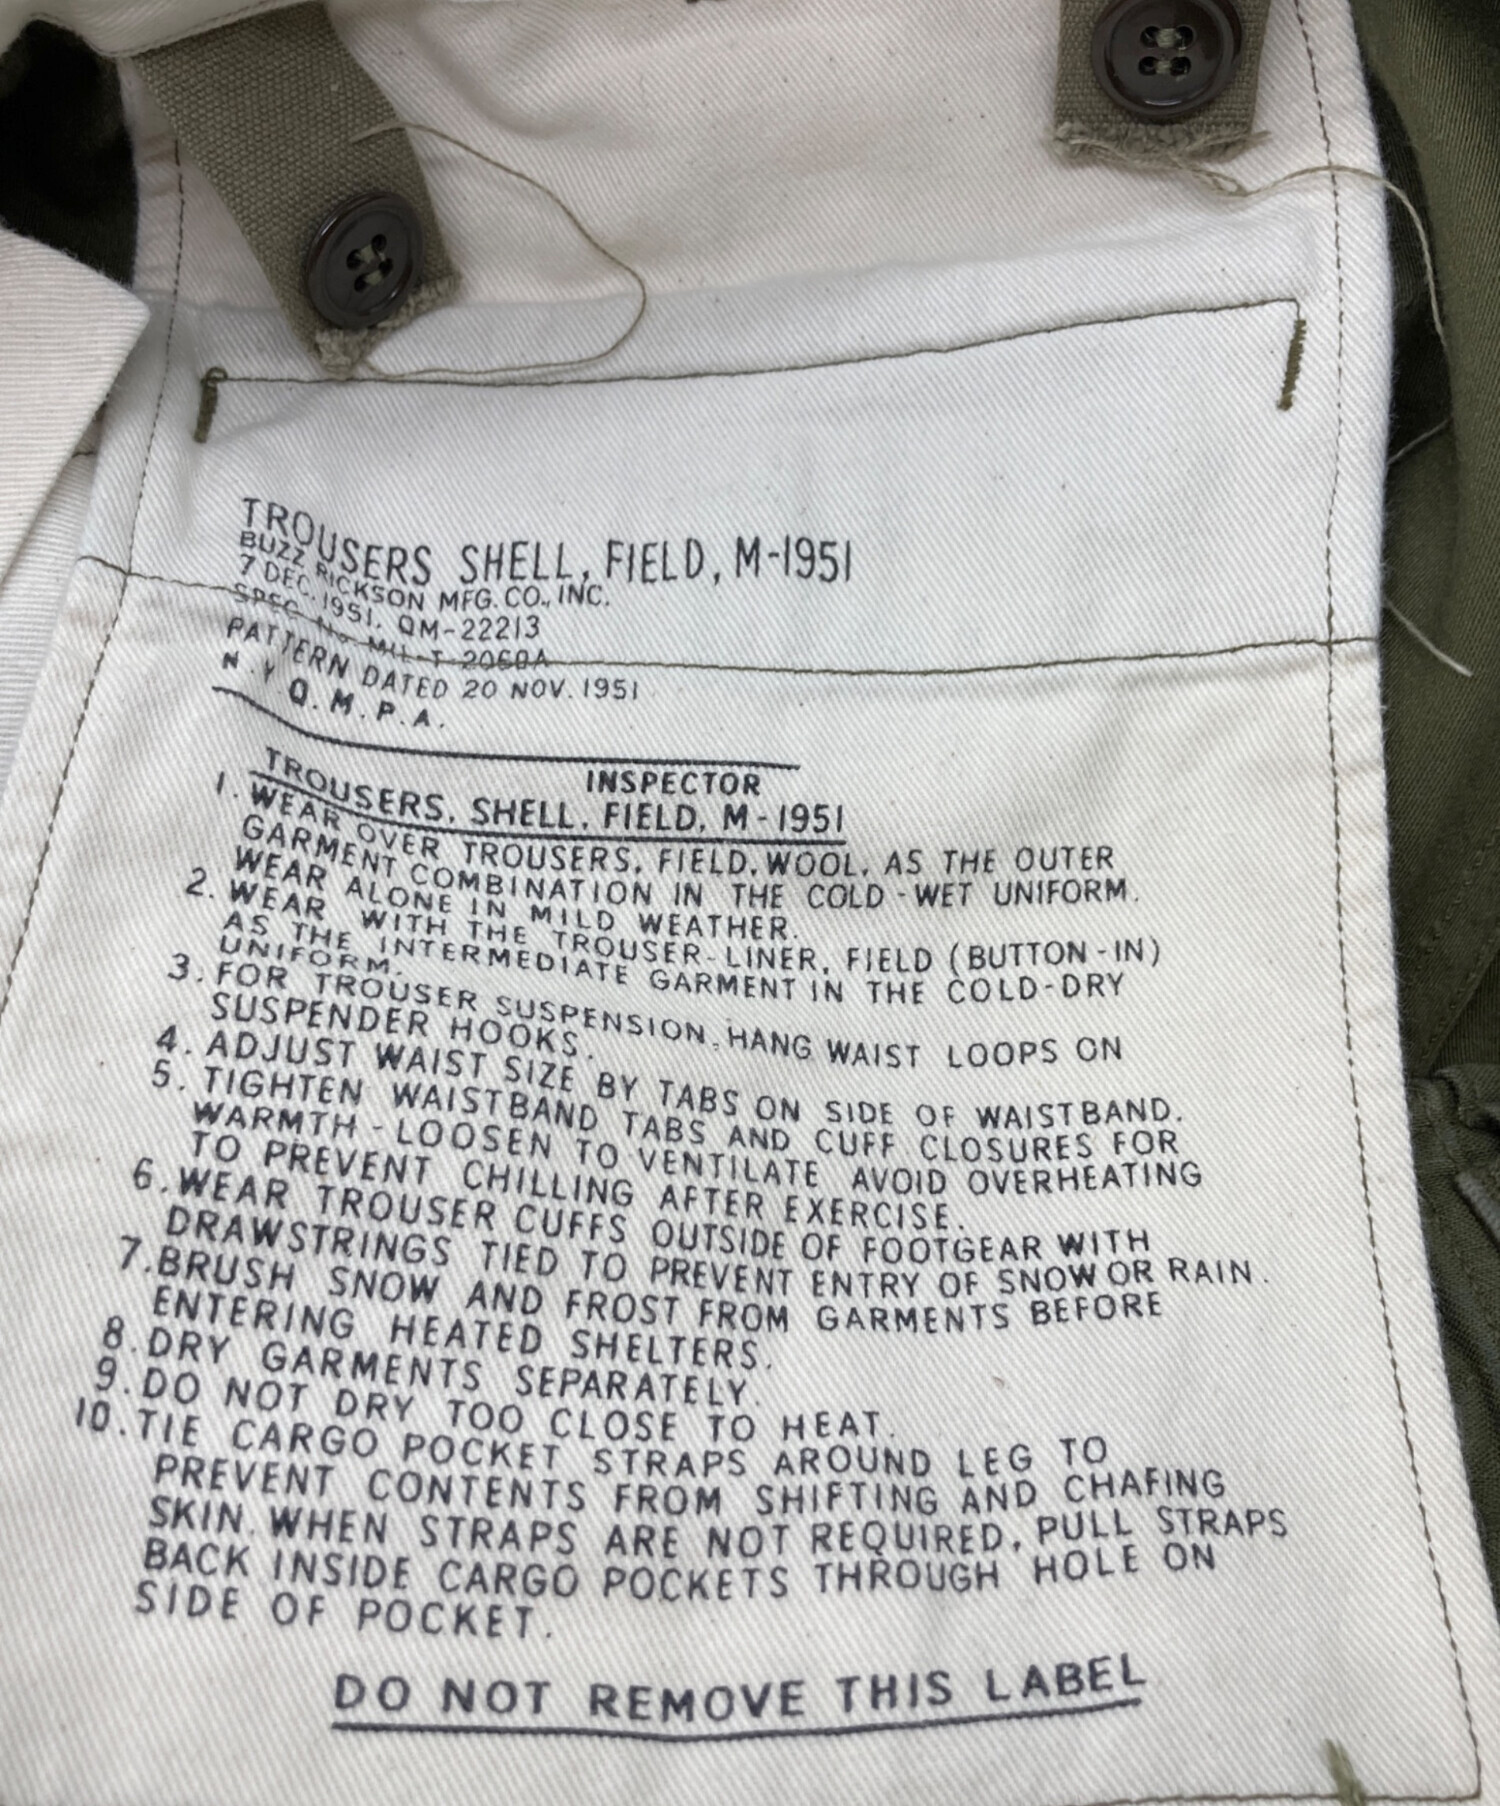 TROUSERS SHELL, FIELD, M-1951
BUZZ RICKSON MFG. CO., INC.
7 DEC. 1951. QM-22213
SPEC No MIL-T 2060A
PATTERN DATED 20 NOV. 1951
N.Y Q.M.P.A.
INSPECTOR
TROUSERS, SHELL, FIELD, M-1951
1. WEAR OVER TROUSERS, FIELD, WOOL, AS THE OUTER
GARMENT COMBINATION IN THE COLD-WET UNIFORM.
WEAR ALONE IN MILD WEATHER.
2. WEAR WITH THE TROUSER-LINER, FIELD (BUTTON-IN)
AS THE INTERMEDIATE GARMENT IN THE COLD-DRY
UNIFORM.
3. FOR TROUSER SUSPENSION, HANG WAIST LOOPS ON
SUSPENDER HOOKS.
4. ADJUST WAIST SIZE BY TABS ON SIDE OF WAISTBAND.
5. TIGHTEN WAISTBAND TABS AND CUFF CLOSURES FOR
WARMTH - LOOSEN TO VENTILATE AVOID OVERHEATING
TO PREVENT CHILLING AFTER EXERCISE.
6. WEAR TROUSER CUFFS OUTSIDE OF FOOTGEAR WITH
DRAWSTRINGS TIED TO PREVENT ENTRY OF SNOW OR RAIN.
7. BRUSH SNOW AND FROST FROM GARMENTS BEFORE
ENTERING HEATED SHELTERS.
8. DRY GARMENTS SEPARATELY.
9. DO NOT DRY TOO CLOSE TO HEAT.
10. TIE CARGO POCKET STRAPS AROUND LEG TO
PREVENT CONTENTS FROM SHIFTING AND CHAFING
SKIN. WHEN STRAPS ARE NOT REQUIRED, PULL STRAPS
BACK INSIDE CARGO POCKETS THROUGH HOLE ON
SIDE OF POCKET.
DO NOT REMOVE THIS LABEL